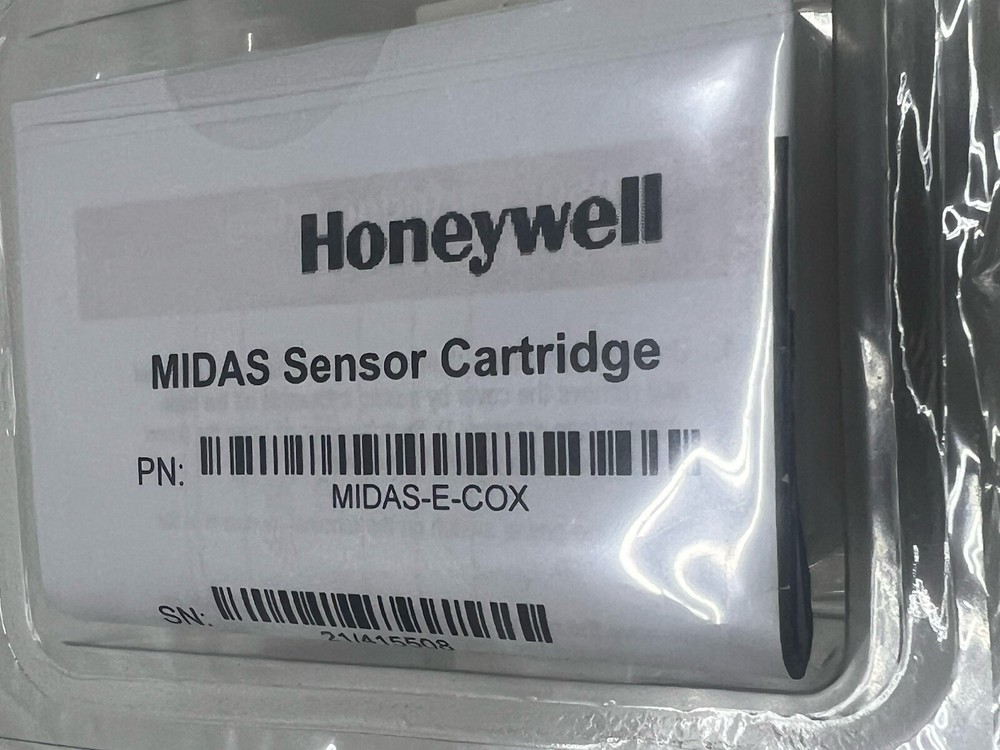 Honeywell
MIDAS Sensor Cartridge
PN:
MIDAS-E-COX
SN: